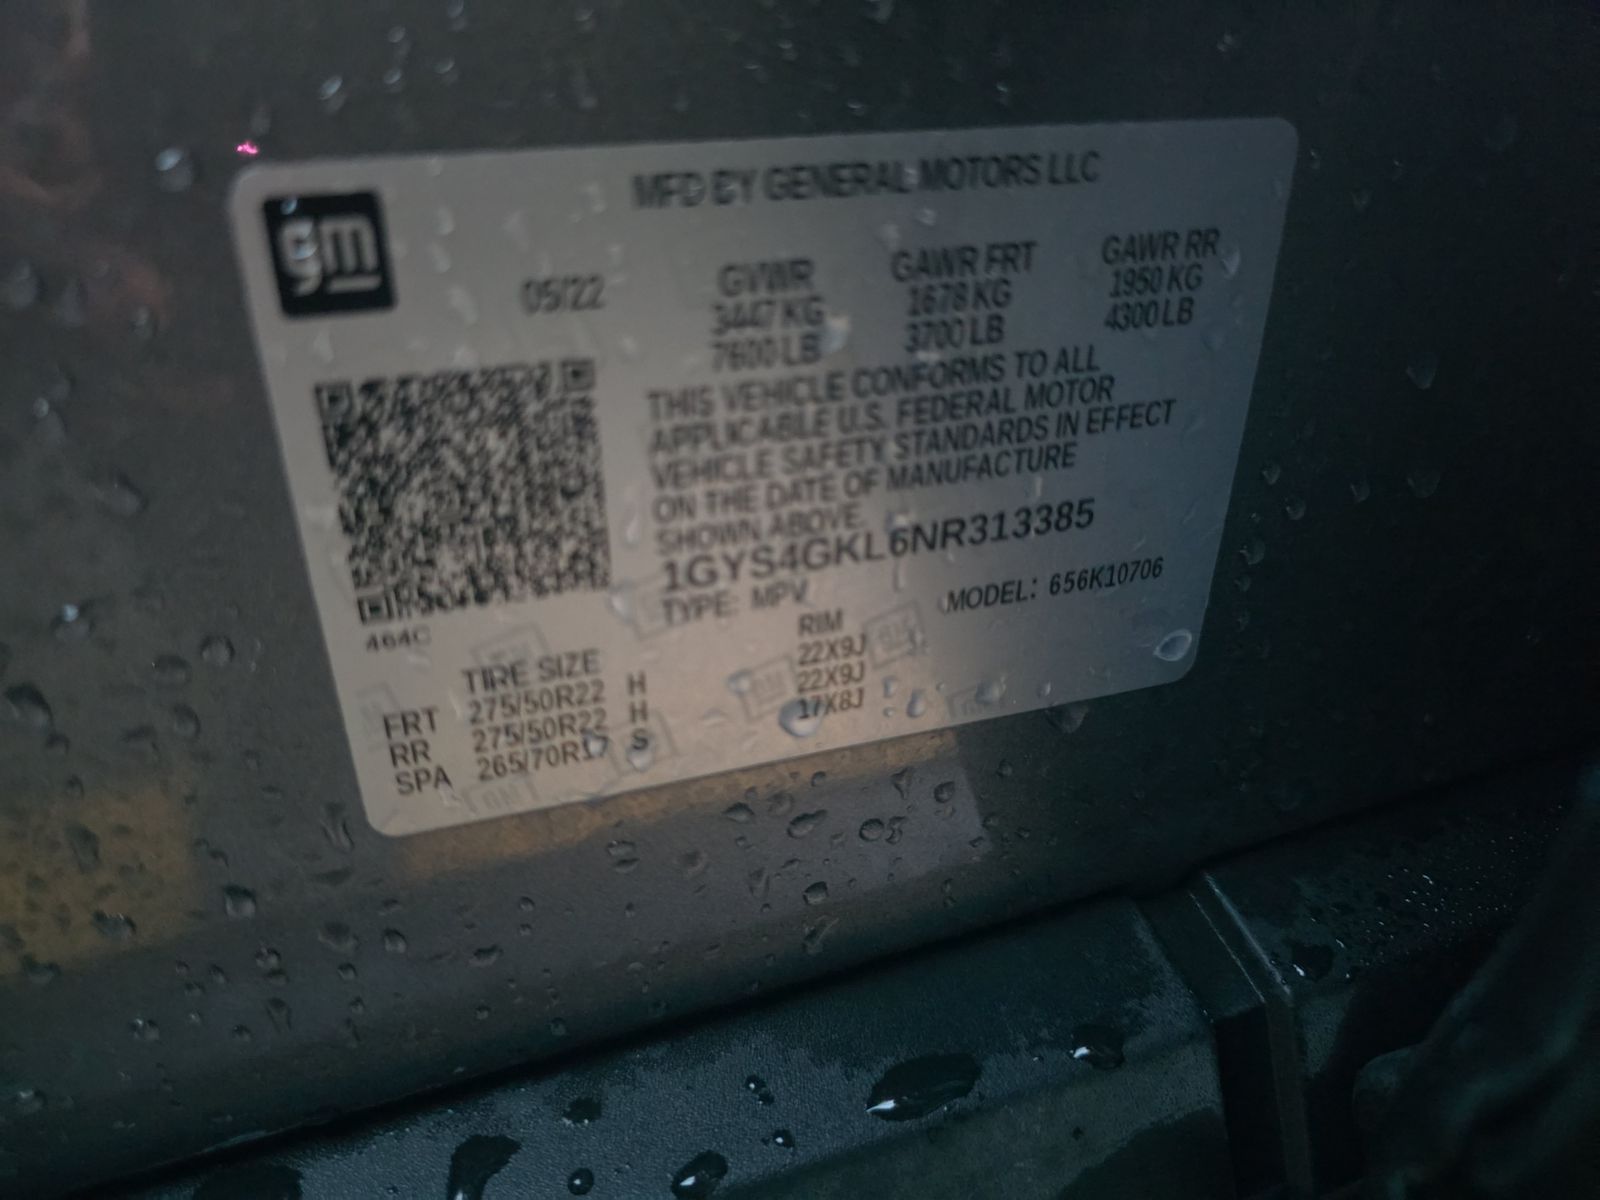 gm
MFD BY GENERAL MOTORS LLC
05/22
GVWR
3447 KG
7600 LB
GAWR FRT
1678 KG
3700 LB
GAWR RR
1950 KG
4300 LB
THIS VEHICLE CONFORMS TO ALL
APPLICABLE U.S. FEDERAL MOTOR
VEHICLE SAFETY STANDARDS IN EFFECT
ON THE DATE OF MANUFACTURE
SHOWN ABOVE.
1GYS4GKL6NR313385
TYPE: MPV
MODEL: 656K10706
464C
TIRE SIZE RIM
FRT 275/50R22 H 22X9J
RR 275/50R22 H 22X9J
SPA 265/70R17 S 17X8J